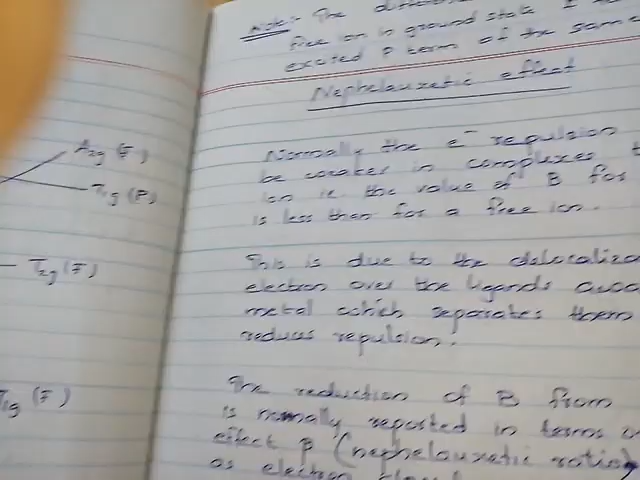 Note:- The
free ion in ground state &
excited P term of the same
Nephelauxetic effect
A2g (F)
T1g (P)
T2g (F)
T1g (F)
Normally the e⁻ repulsion
be in complexes
ion ie. the value of B for
is less than for a free ion.
This is due to the
electron over the ligands
metal which separates them
reduces repulsion.
The reduction of B from
is normally reported in terms
effect β (nephelauxetic ratio)
as electron